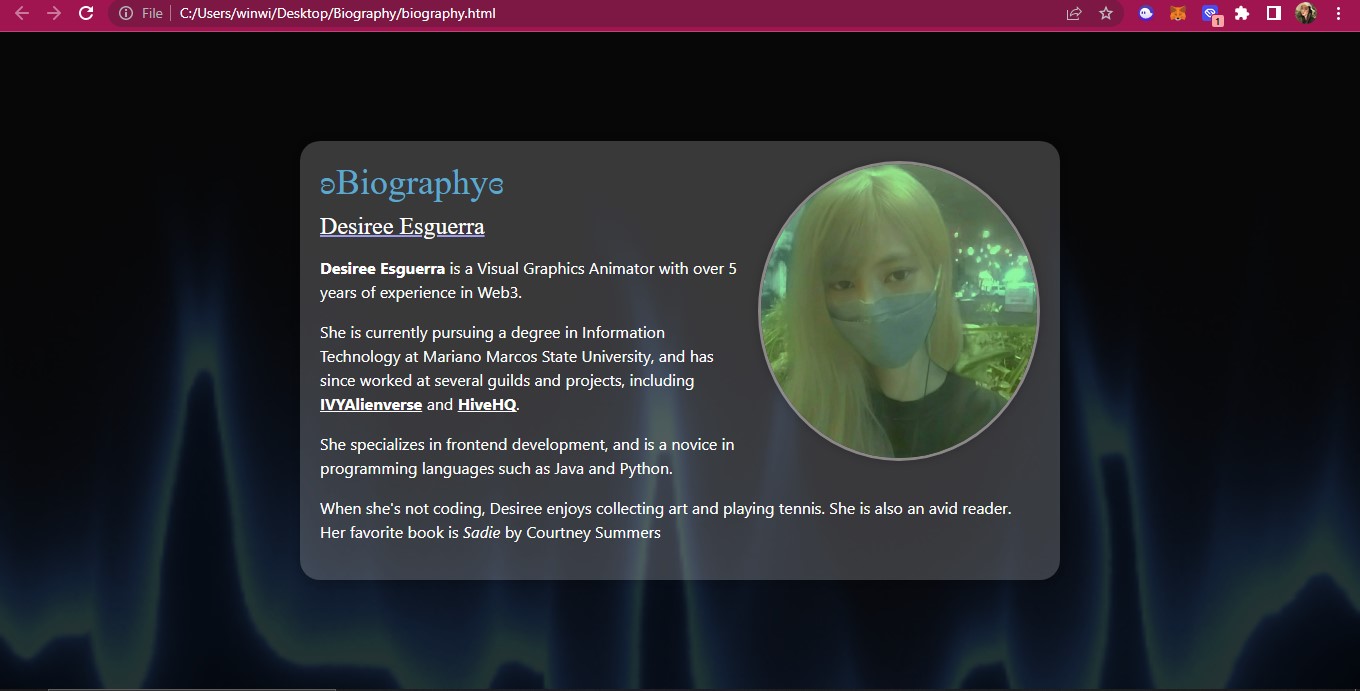 File
C:/Users/winwi/Desktop/Biography/biography.html
1
ʚBiographyɞ
Desiree Esguerra
Desiree Esguerra is a Visual Graphics Animator with over 5
years of experience in Web3.
She is currently pursuing a degree in Information
Technology at Mariano Marcos State University, and has
since worked at several guilds and projects, including
IVYAlienverse and HiveHQ.
She specializes in frontend development, and is a novice in
programming languages such as Java and Python.
When she's not coding, Desiree enjoys collecting art and playing tennis. She is also an avid reader.
Her favorite book is Sadie by Courtney Summers